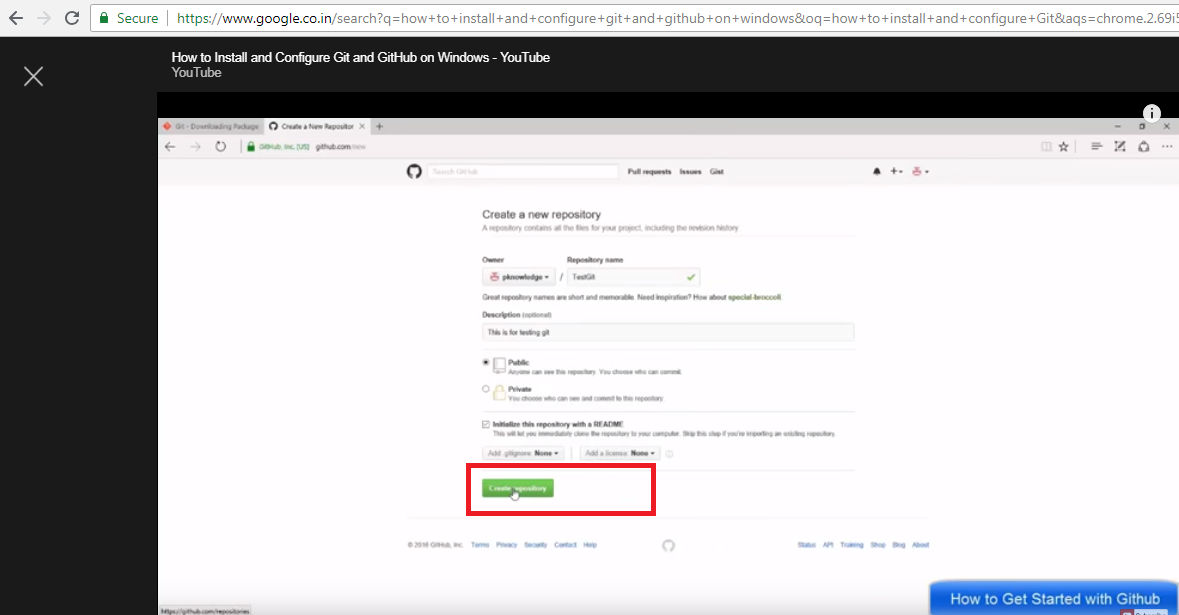 Secure https://www.google.co.in/search?q=how+to+install+and+configure+git+and+github+on+windows&oq=how+to+install+and+configure+Git&aqs=chrome.2.69i5
How to Install and Configure Git and GitHub on Windows - YouTube
YouTube
Git - Downloading Package Create a New Repositor
GitHub, Inc. [US] github.com/new
Search GitHub Pull requests Issues Gist
Create a new repository
A repository contains all the files for your project, including the revision history
Owner Repository name
pknowledge / TestGit
Great repository names are short and memorable. Need inspiration? How about special-broccoli.
Description (optional)
This is for testing git
Public
Anyone can see this repository. You choose who can commit.
Private
You choose who can see and commit to this repository
Initialize this repository with a README
This will let you immediately clone the repository to your computer. Skip this step if you're importing an existing repository.
Add .gitignore: None Add a license: None
Create repository
© 2016 GitHub, Inc. Terms Privacy Security Contact Help Status API Training Shop Blog About
How to Get Started with Github
https://github.com/repositories